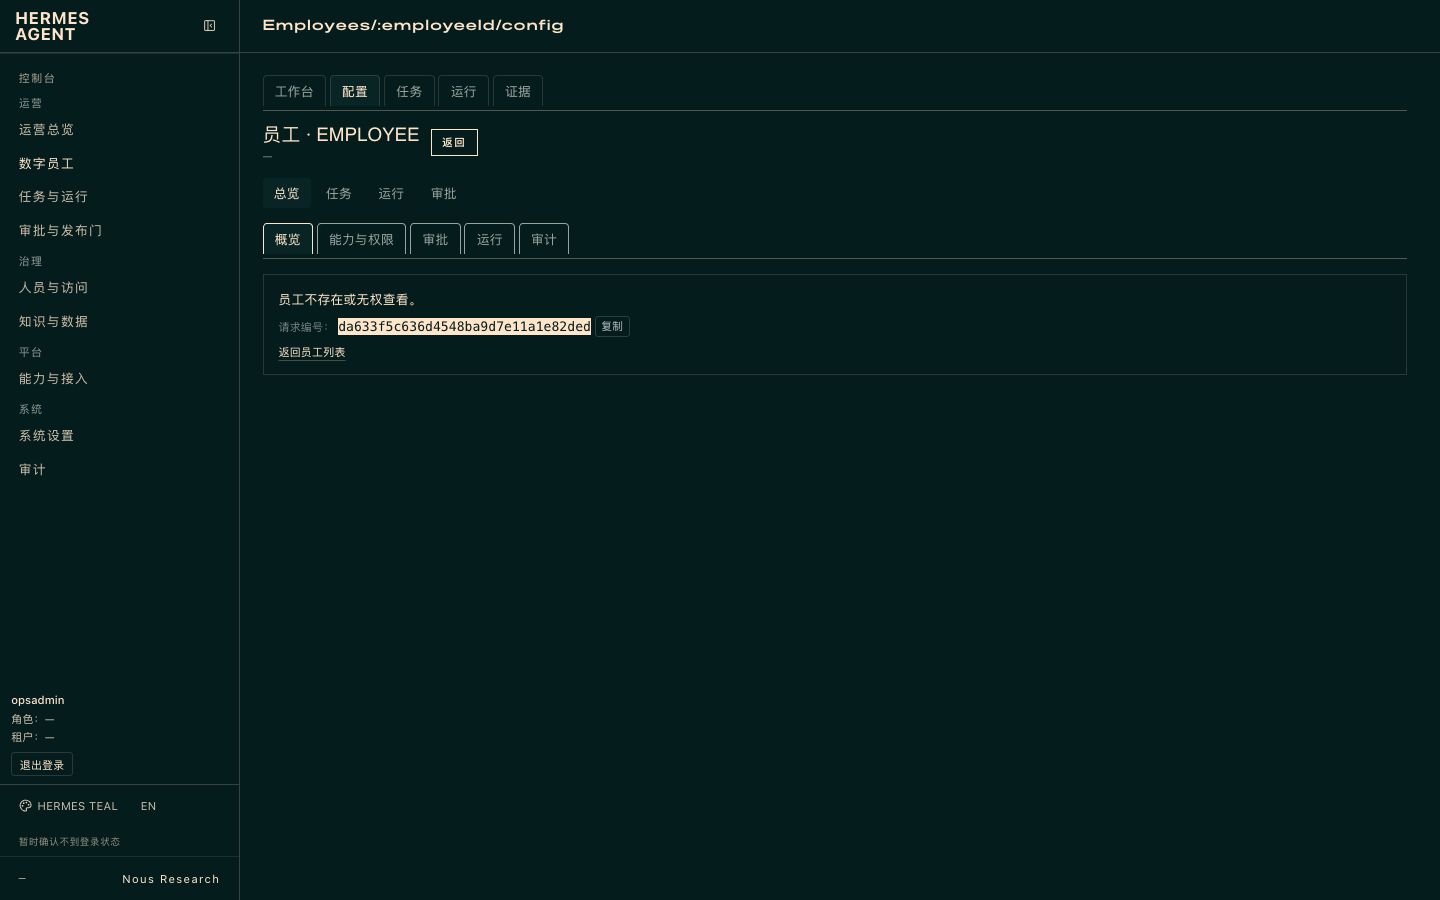 HERMES
AGENT
Employees/:employeeId/config
控制台
运营
运营总览
数字员工
任务与运行
审批与发布门
治理
人员与访问
知识与数据
平台
能力与接入
系统
系统设置
审计
opsadmin
角色: —
租户: —
退出登录
HERMES TEAL EN
暂时确认不到登录状态
— Nous Research
工作台 配置 任务 运行 证据
员工 · EMPLOYEE 返回
—
总览 任务 运行 审批
概览 能力与权限 审批 运行 审计
员工不存在或无权查看。
请求编号: da633f5c636d4548ba9d7e11a1e82ded 复制
返回员工列表